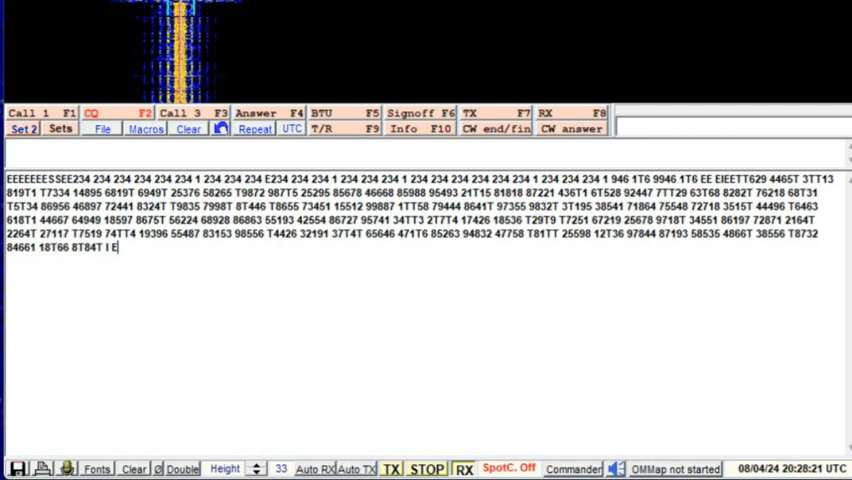 Call 1 F1 CQ F2 Call 3 F3 Answer F4 BTU F5 Signoff F6 TX F7 RX F8
Set 2 Sets File Macros Clear Repeat UTC T/R F9 Info F10 CW end/fin CW answer
EEEEEEESSEE234 234 234 234 234 1 234 234 234 E234 234 234 1 234 234 234 234 1 234 234 234 1 946 1T6 9946 1T6 EE EIEETT629 4465T 3TT13
819T1 T7334 14895 6819T 6949T 25376 58265 T9872 987T5 25295 85678 46668 85988 95493 21T15 81818 87221 436T1 6T528 92447 7TT29 63T68 8282T 76218 68T31
T5T34 86956 46897 72441 8324T T9835 7998T 8T446 T8655 73451 15512 99887 1TT58 79444 8641T 97355 9832T 3T195 38541 71864 75548 72718 3515T 44496 T6463
618T1 44667 64949 18597 8675T 56224 68928 86863 55193 42554 86727 95741 34TT3 2T7T4 17426 18536 T29T9 T7251 67219 25678 9718T 34551 86197 72871 2164T
2264T 27117 T7519 74TT4 19396 55487 83153 98556 T4426 32191 37T4T 65646 471T6 85263 94832 47758 T81TT 25598 12T36 97844 87193 58535 4866T 38556 T8732
84661 18T66 8T84T I E
Fonts Clear Ø Double Height 33 Auto RX Auto TX TX STOP RX SpotC. Off Commander OMMap not started 08/04/24 20:28:21 UTC